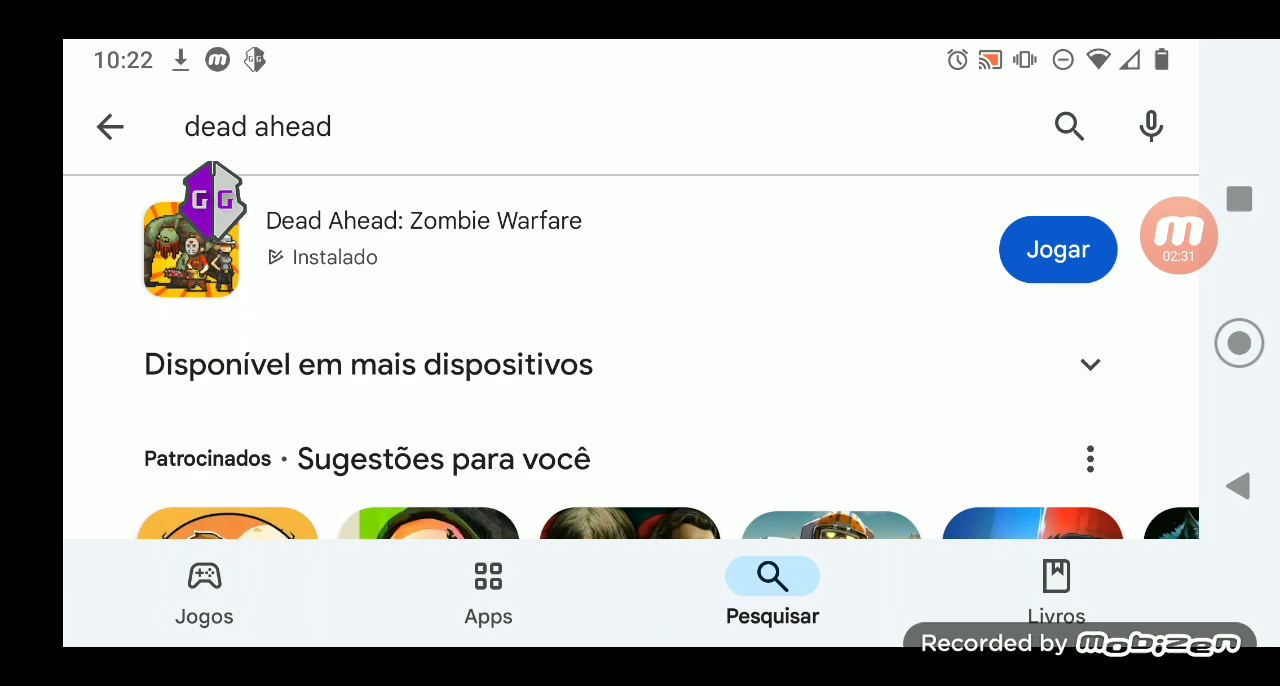 10:22
dead ahead
G G
Dead Ahead: Zombie Warfare
Instalado
Jogar
02:31
Disponível em mais dispositivos
Patrocinados • Sugestões para você
Jogos
Apps
Pesquisar
Livros
Recorded by mobizen